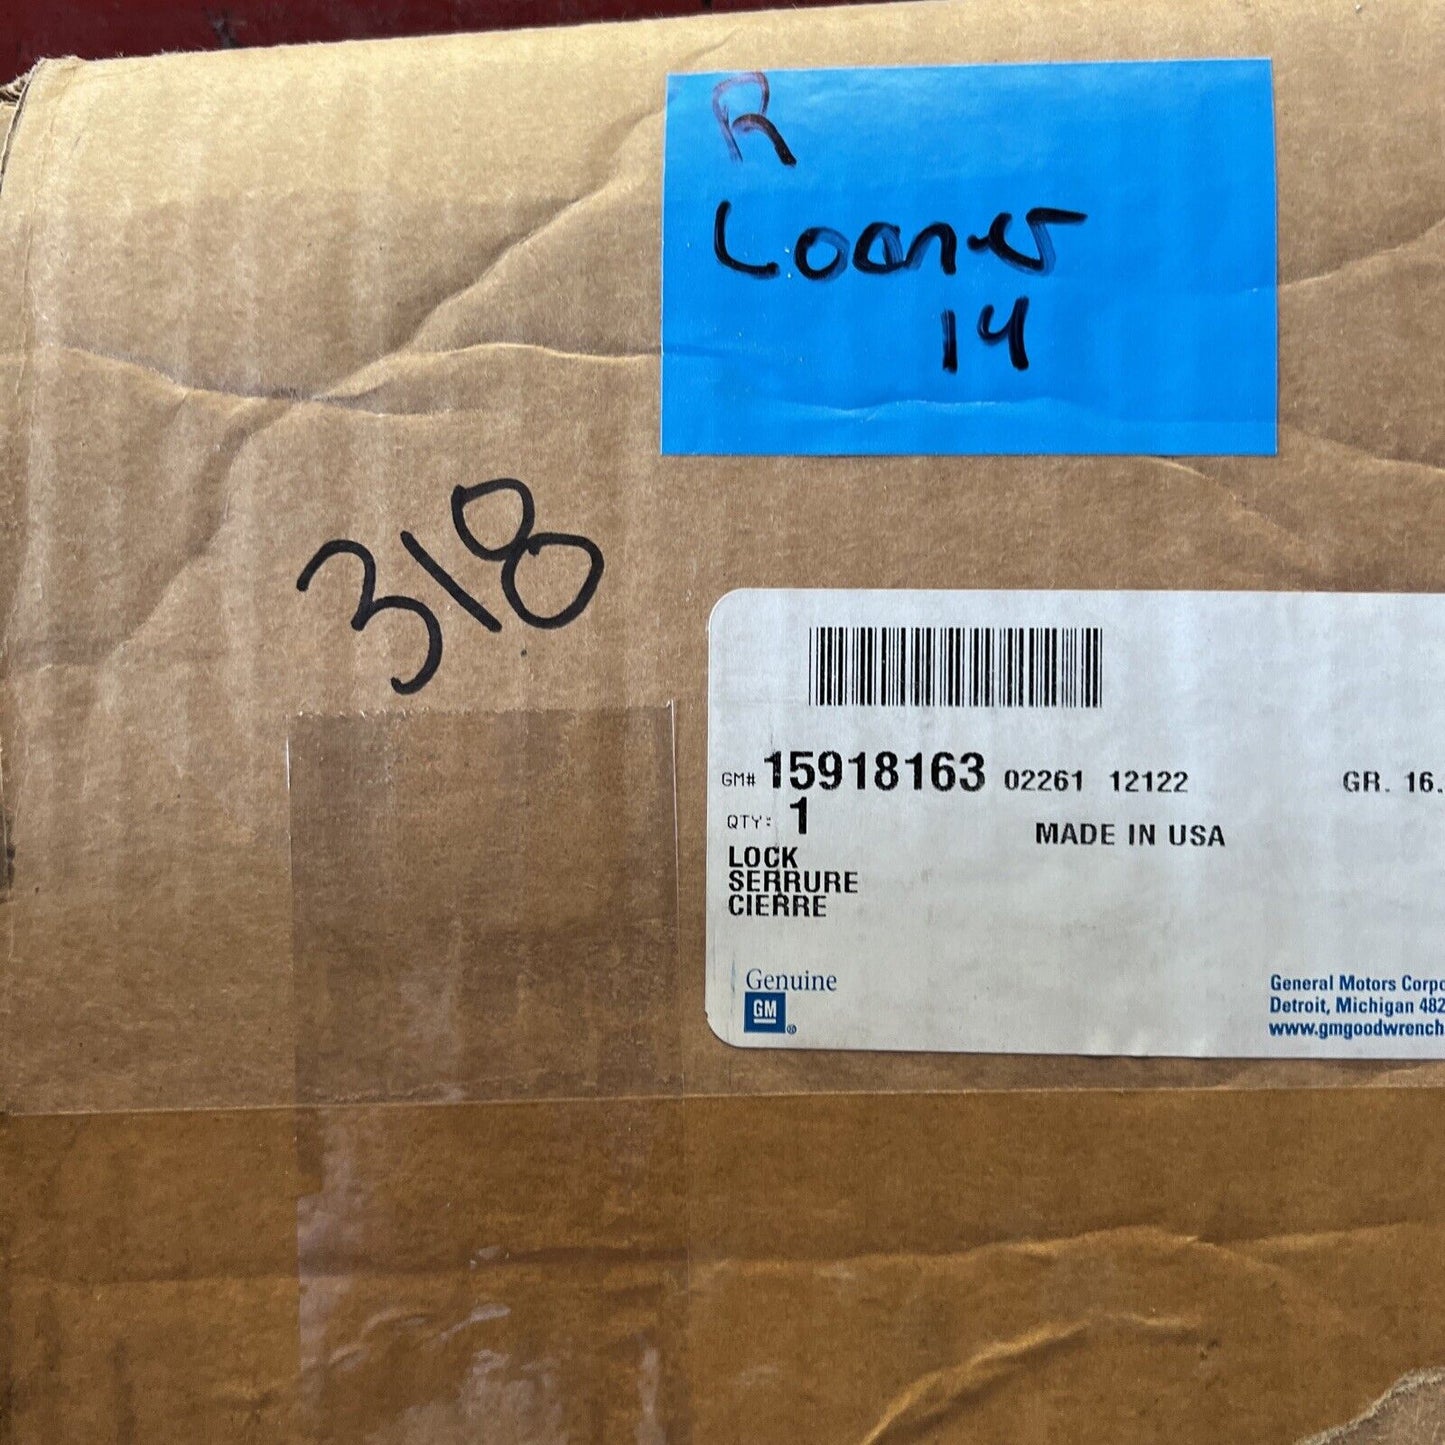 R
Loaner
14
318
GM# 15918163 02261 12122 GR. 16.
QTY: 1
MADE IN USA
LOCK
SERRURE
CIERRE
Genuine
GM
General Motors Corpo
Detroit, Michigan 482
www.gmgoodwrench